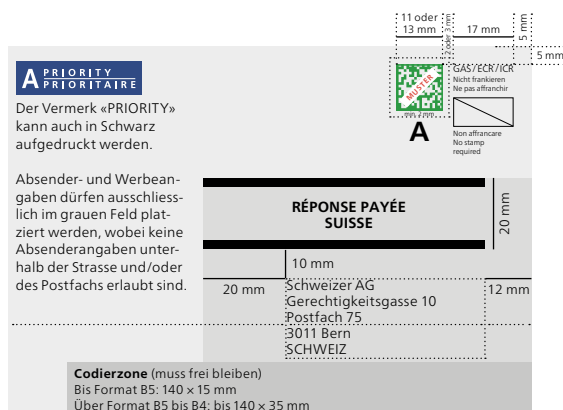 11 oder
13 mm
2 oder 3 mm
17 mm
5 mm
5 mm
A PRIORITY
PRIORITAIRE
MUSTER
GAS/ECR/ICR
Nicht frankieren
Ne pas affranchir
A
Non affrancare
No stamp
required
Der Vermerk «PRIORITY»
kann auch in Schwarz
aufgedruckt werden.
Absender- und Werbean-
gaben dürfen ausschliess-
lich im grauen Feld plat-
ziert werden, wobei keine
Absenderangaben unter-
halb der Strasse und/oder
des Postfachs erlaubt sind.
RÉPONSE PAYÉE
SUISSE
20 mm
10 mm
20 mm
12 mm
Schweizer AG
Gerechtigkeitsgasse 10
Postfach 75
3011 Bern
SCHWEIZ
Codierzone (muss frei bleiben)
Bis Format B5: 140 × 15 mm
Über Format B5 bis B4: bis 140 × 35 mm